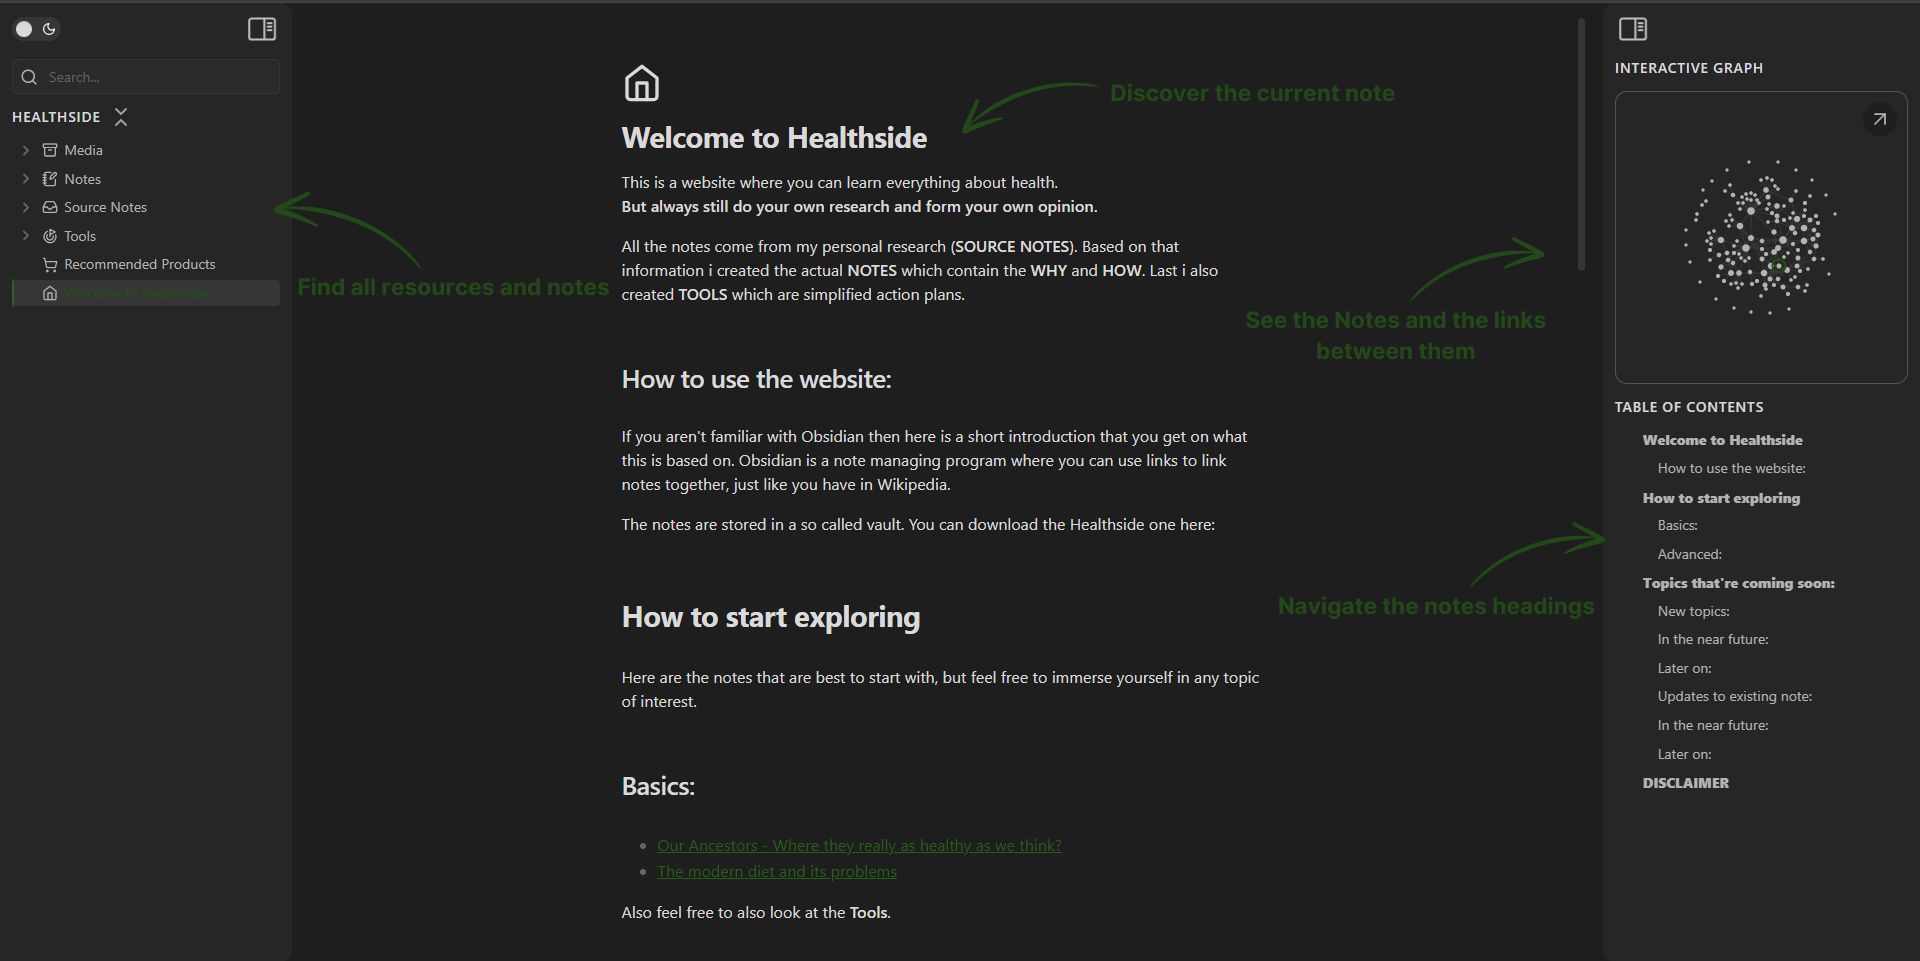 Search...
HEALTHSIDE
Media
Notes
Source Notes
Tools
Recommended Products
Welcome to Healthside
Find all resources and notes
Discover the current note
Welcome to Healthside
This is a website where you can learn everything about health.
But always still do your own research and form your own opinion.
All the notes come from my personal research (SOURCE NOTES). Based on that
information i created the actual NOTES which contain the WHY and HOW. Last i also
created TOOLS which are simplified action plans.
See the Notes and the links
between them
How to use the website:
If you aren't familiar with Obsidian then here is a short introduction that you get on what
this is based on. Obsidian is a note managing program where you can use links to link
notes together, just like you have in Wikipedia.
The notes are stored in a so called vault. You can download the Healthside one here:
Navigate the notes headings
How to start exploring
Here are the notes that are best to start with, but feel free to immerse yourself in any topic
of interest.
Basics:
Our Ancestors - Where they really as healthy as we think?
The modern diet and its problems
Also feel free to also look at the Tools.
INTERACTIVE GRAPH
TABLE OF CONTENTS
Welcome to Healthside
How to use the website:
How to start exploring
Basics:
Advanced:
Topics that're coming soon:
New topics:
In the near future:
Later on:
Updates to existing note:
In the near future:
Later on:
DISCLAIMER